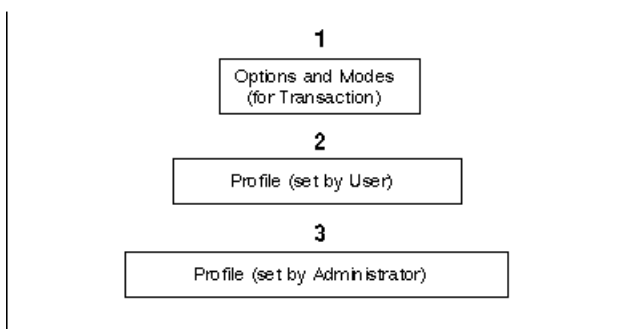 1
Options and Modes
(for Transaction)
2
Profile (set by User)
3
Profile (set by Administrator)